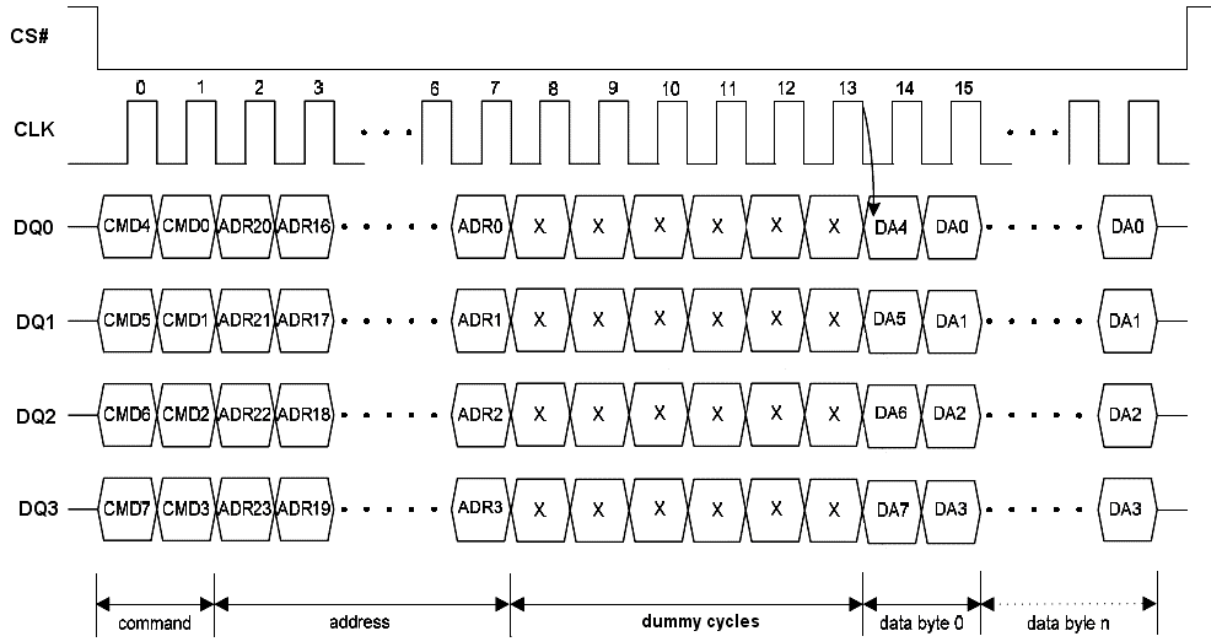 CS#
0 1 2 3 6 7 8 9 10 11 12 13 14 15
CLK
DQ0 CMD4 CMD0 ADR20 ADR16 ADR0 X X X X X X DA4 DA0 DA0
DQ1 CMD5 CMD1 ADR21 ADR17 ADR1 X X X X X X DA5 DA1 DA1
DQ2 CMD6 CMD2 ADR22 ADR18 ADR2 X X X X X X DA6 DA2 DA2
DQ3 CMD7 CMD3 ADR23 ADR19 ADR3 X X X X X X DA7 DA3 DA3
command address dummy cycles data byte 0 data byte n